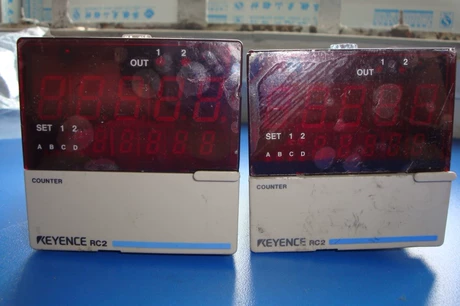 1 2
OUT
SET 1 2
A B C D
COUNTER
KEYENCE RC2
1 2
OUT
SET 1 2
A B C D
COUNTER
KEYENCE RC2